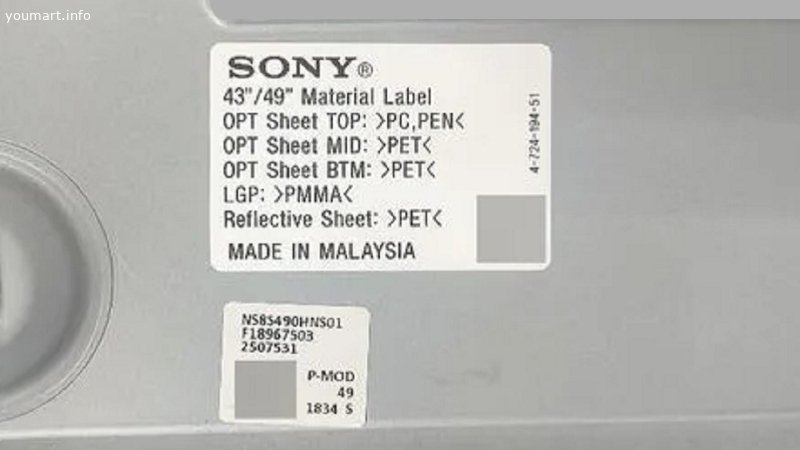 youmart.info
SONY®
43"/49" Material Label
OPT Sheet TOP: >PC,PEN<
OPT Sheet MID: >PET<
OPT Sheet BTM: >PET<
LGP: >PMMA<
Reflective Sheet: >PET<
MADE IN MALAYSIA
4-724-194-51
NS8S490HNS01
F18967503
2507531
P-MOD
49
1834 S